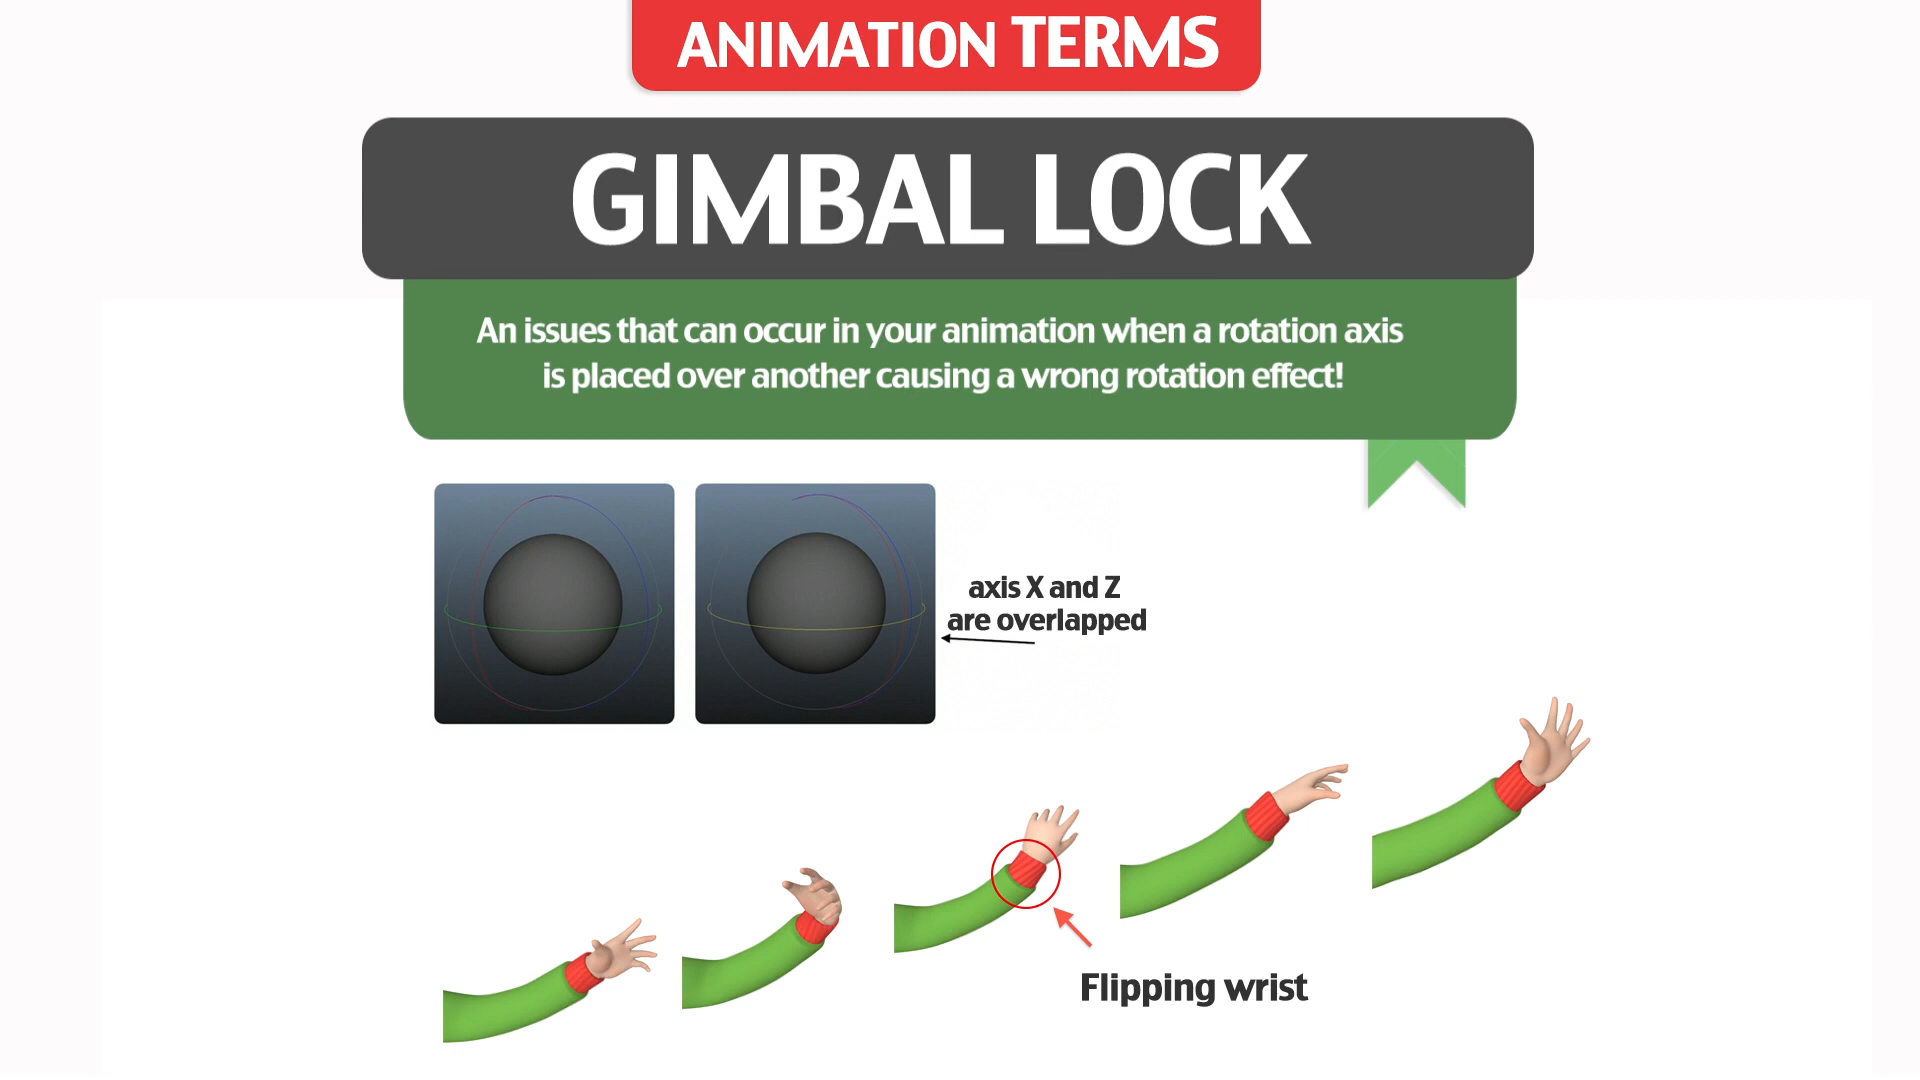 ANIMATION TERMS
GIMBAL LOCK
An issues that can occur in your animation when a rotation axis
is placed over another causing a wrong rotation effect!
axis X and Z
are overlapped
Flipping wrist